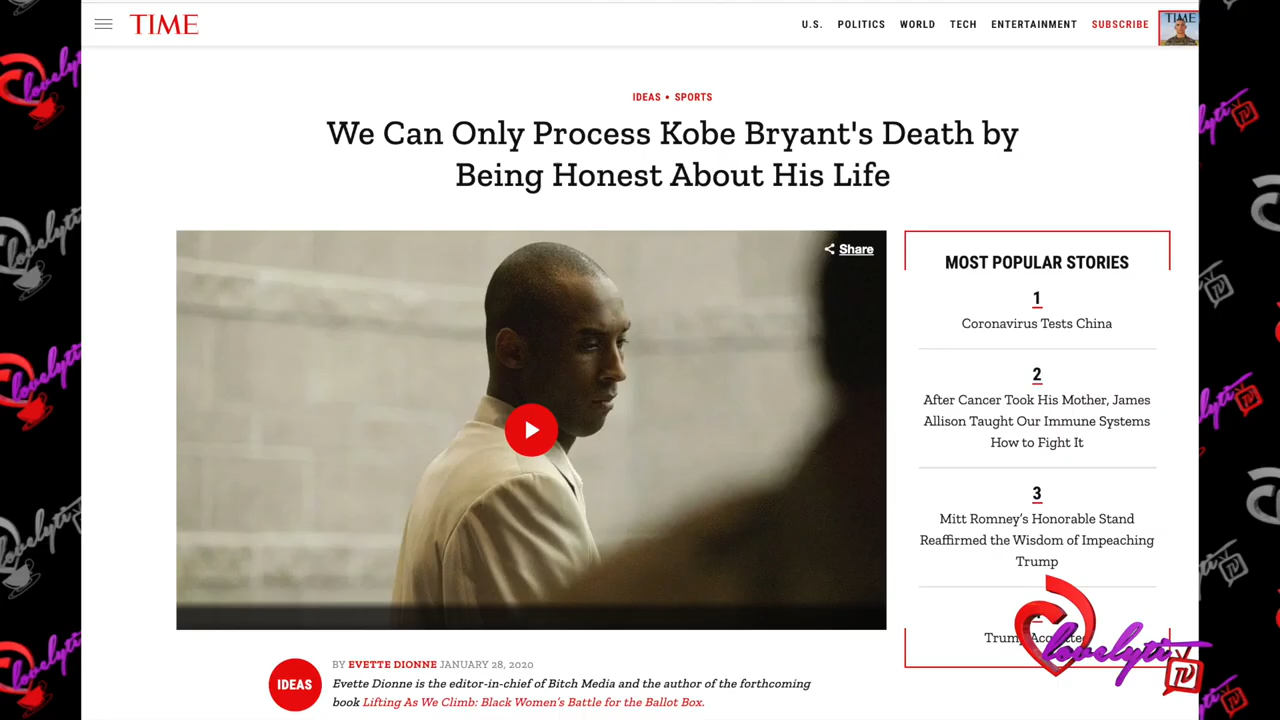 TIME
U.S. POLITICS WORLD TECH ENTERTAINMENT SUBSCRIBE
TIME
IDEAS • SPORTS
We Can Only Process Kobe Bryant's Death by
Being Honest About His Life
Share
MOST POPULAR STORIES
1
Coronavirus Tests China
2
After Cancer Took His Mother, James
Allison Taught Our Immune Systems
How to Fight It
3
Mitt Romney's Honorable Stand
Reaffirmed the Wisdom of Impeaching
Trump
lovelyti
TV
IDEAS
BY EVETTE DIONNE JANUARY 28, 2020
Evette Dionne is the editor-in-chief of Bitch Media and the author of the forthcoming
book Lifting As We Climb: Black Women's Battle for the Ballot Box.